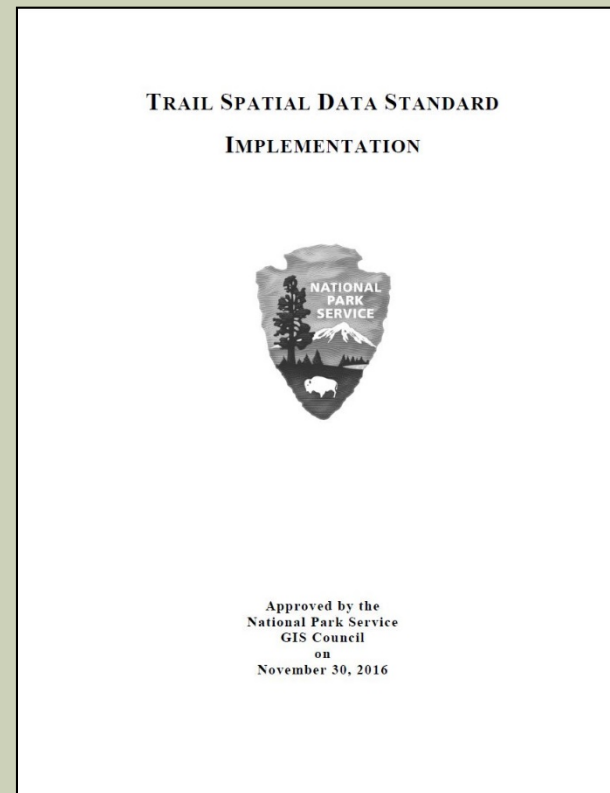 TRAIL SPATIAL DATA STANDARD
IMPLEMENTATION
NATIONAL
PARK
SERVICE
Approved by the
National Park Service
GIS Council
on
November 30, 2016